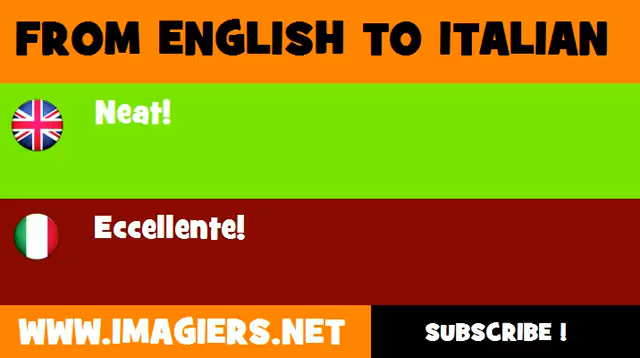 FROM ENGLISH TO ITALIAN
Neat!
Eccellente!
WWW.IMAGIERS.NET
SUBSCRIBE !